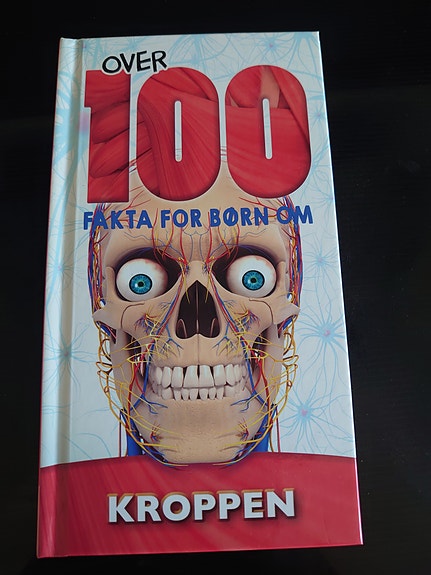 OVER
100
FAKTA FOR BØRN OM
KROPPEN